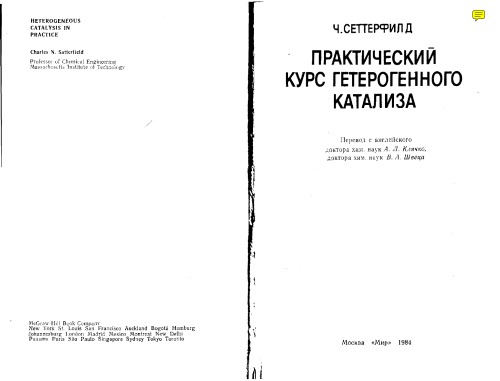 HETEROGENEOUS
CATALYSIS IN
PRACTICE
Charles N. Satterfield
Professor of Chemical Engineering
Massachusetts Institute of Technology
McGraw Hill Book Company
New York St. Louis San Francisco Auckland Bogotá Hamburg
Johannesburg London Madrid Mexico Montreal New Delhi
Panama Paris São Paulo Singapore Sydney Tokyo Toronto
Ч. СЕТТЕРФИЛД
ПРАКТИЧЕСКИЙ
КУРС ГЕТЕРОГЕННОГО
КАТАЛИЗА
Перевод с английского
доктора хим. наук А. Л. Клячко,
доктора хим. наук В. А. Швеца
Москва «Мир» 1984